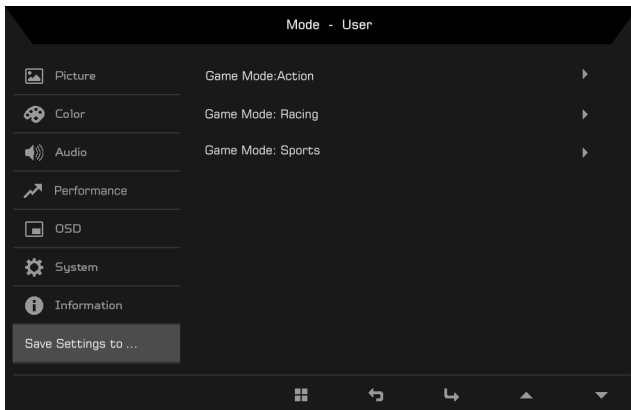 Mode - User
Picture
Color
Audio
Performance
OSD
System
Information
Save Settings to ...
Game Mode:Action
Game Mode: Racing
Game Mode: Sports